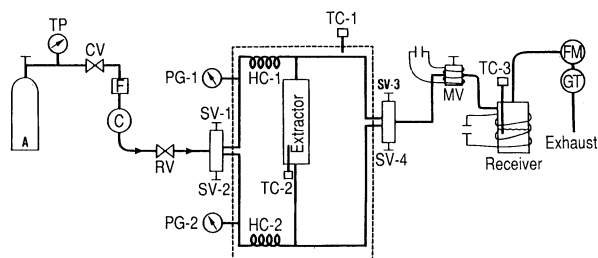 TP
CV
A
F
C
RV
SV-1
SV-2
PG-1
PG-2
HC-1
HC-2
Extractor
TC-1
TC-2
SV-3
SV-4
MV
TC-3
Receiver
FM
GT
Exhaust